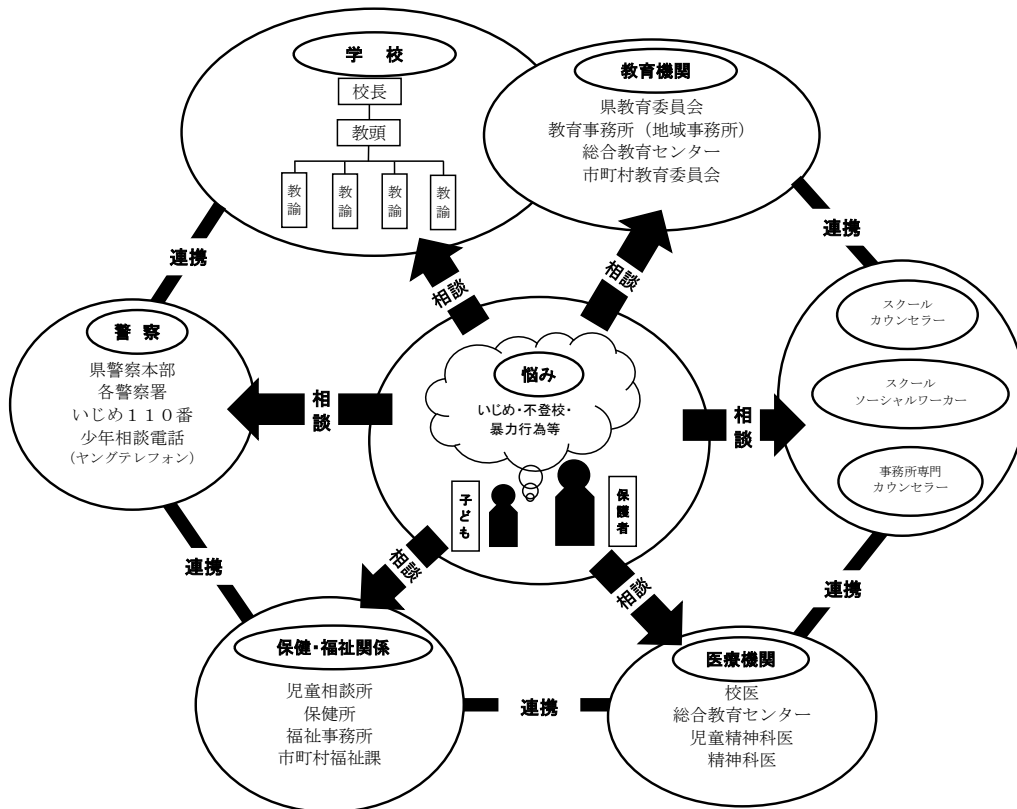 学 校
校長
教頭
教諭
教諭
教諭
教諭
教育機関
県教育委員会
教育事務所（地域事務所）
総合教育センター
市町村教育委員会
連携
連携
相談
相談
警 察
県警察本部
各警察署
いじめ１１０番
少年相談電話
（ヤングテレフォン）
相談
悩み
いじめ・不登校・
暴力行為等
子ども
保護者
相談
スクール
カウンセラー
スクール
ソーシャルワーカー
事務所専門
カウンセラー
連携
相談
相談
連携
保健・福祉関係
児童相談所
保健所
福祉事務所
市町村福祉課
連携
医療機関
校医
総合教育センター
児童精神科医
精神科医